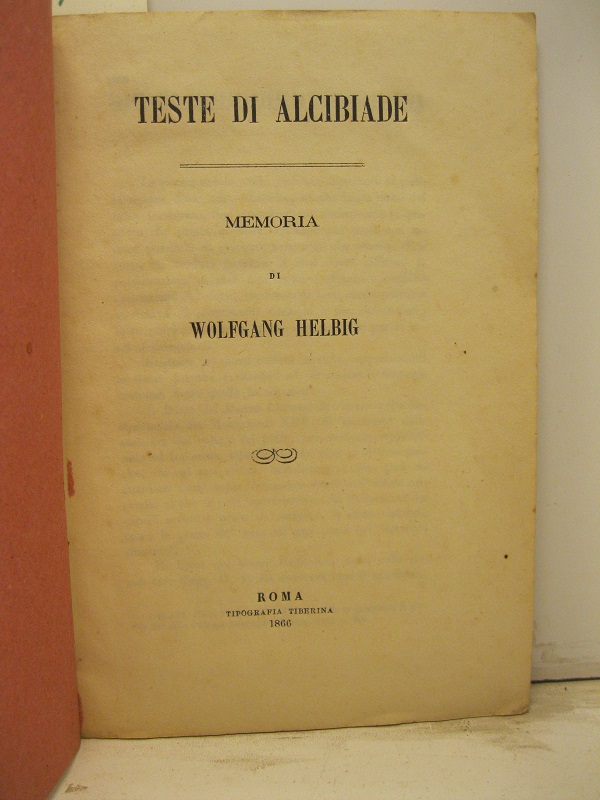 TESTE DI ALCIBIADE
MEMORIA
DI
WOLFGANG HELBIG
ROMA
TIPOGRAFIA TIBERINA
1866